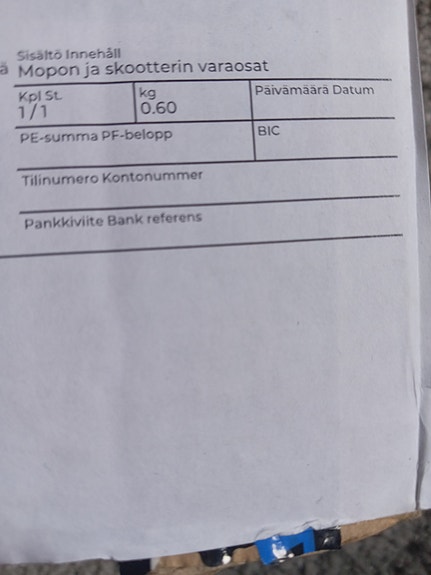 Sisältö Innehåll
ä Mopon ja skootterin varaosat
Kpl St. kg Päivämäärä Datum
1/1 0.60
PE-summa PF-belopp BIC
Tilinumero Kontonummer
Pankkiviite Bank referens